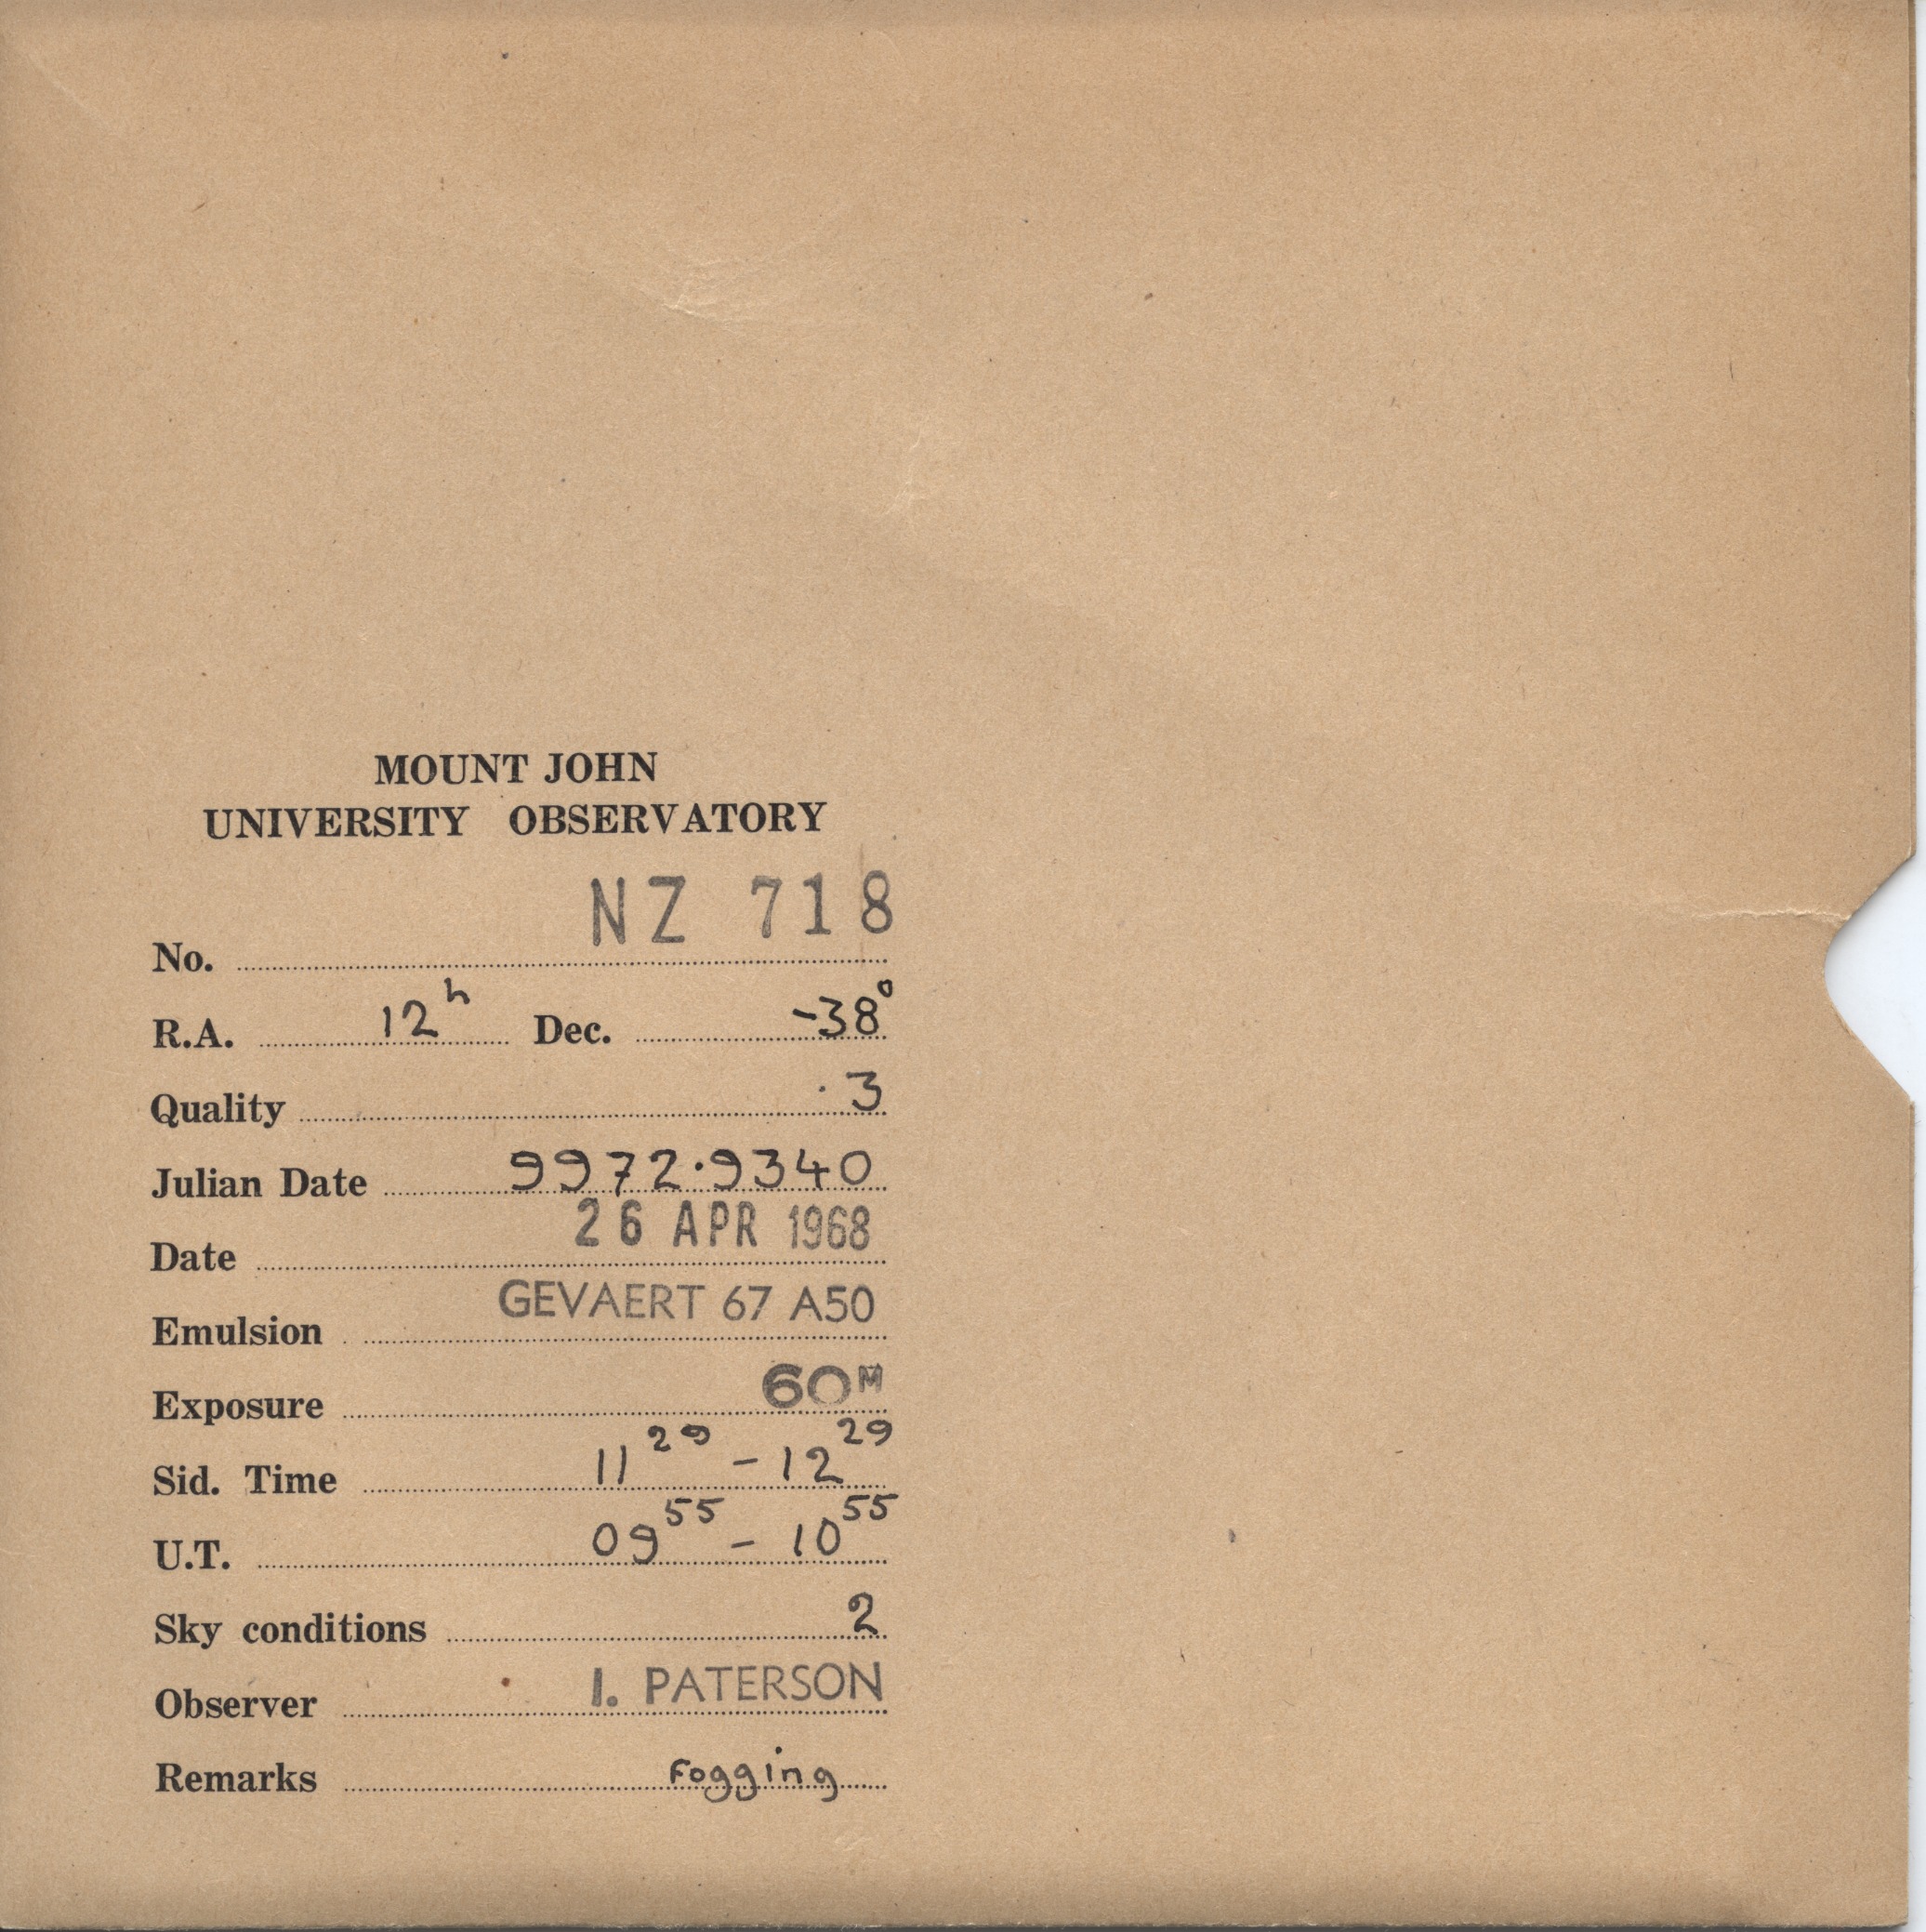 MOUNT JOHN
UNIVERSITY OBSERVATORY
No. NZ 718
R.A. 12h Dec. -38°
Quality 3
Julian Date 9972.9340
Date 26 APR 1968
Emulsion GEVAERT 67 A50
Exposure 60M
Sid. Time 11 29 - 12 29
U.T. 09 55 - 10 55
Sky conditions 2
Observer I. PATERSON
Remarks Fogging